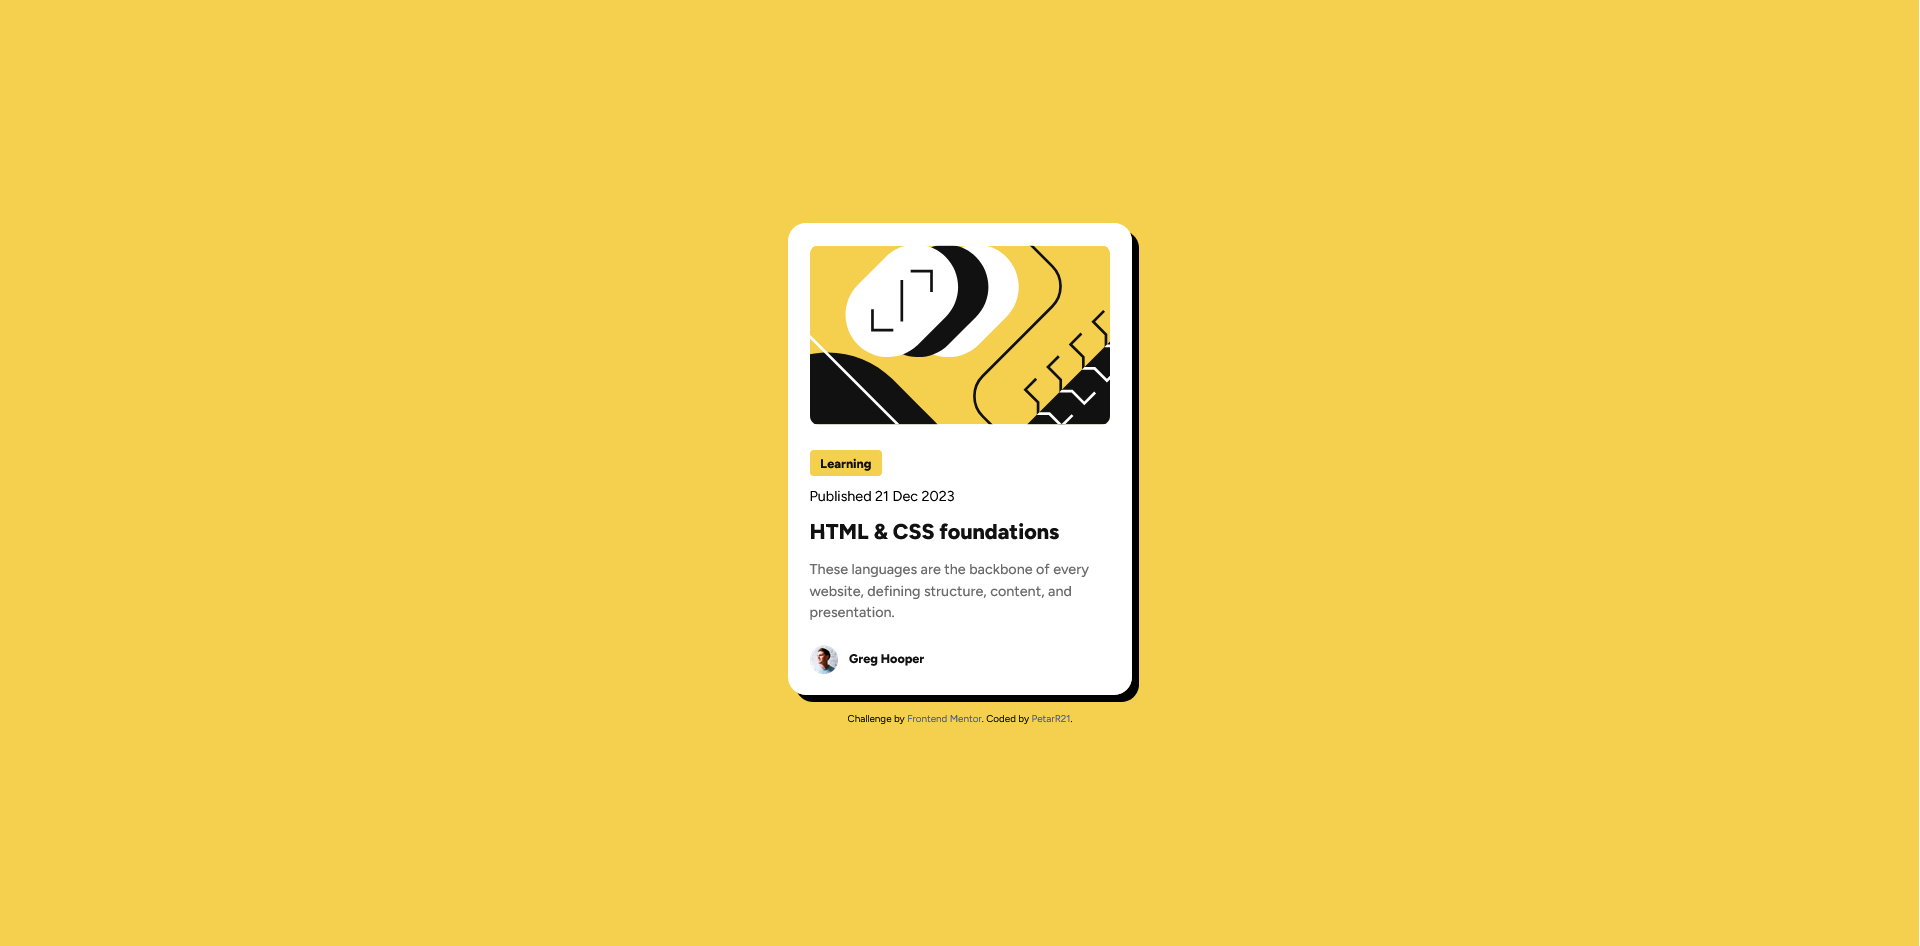 Learning
Published 21 Dec 2023
HTML & CSS foundations
These languages are the backbone of every
website, defining structure, content, and
presentation.
Greg Hooper
Challenge by Frontend Mentor. Coded by PetarR21.